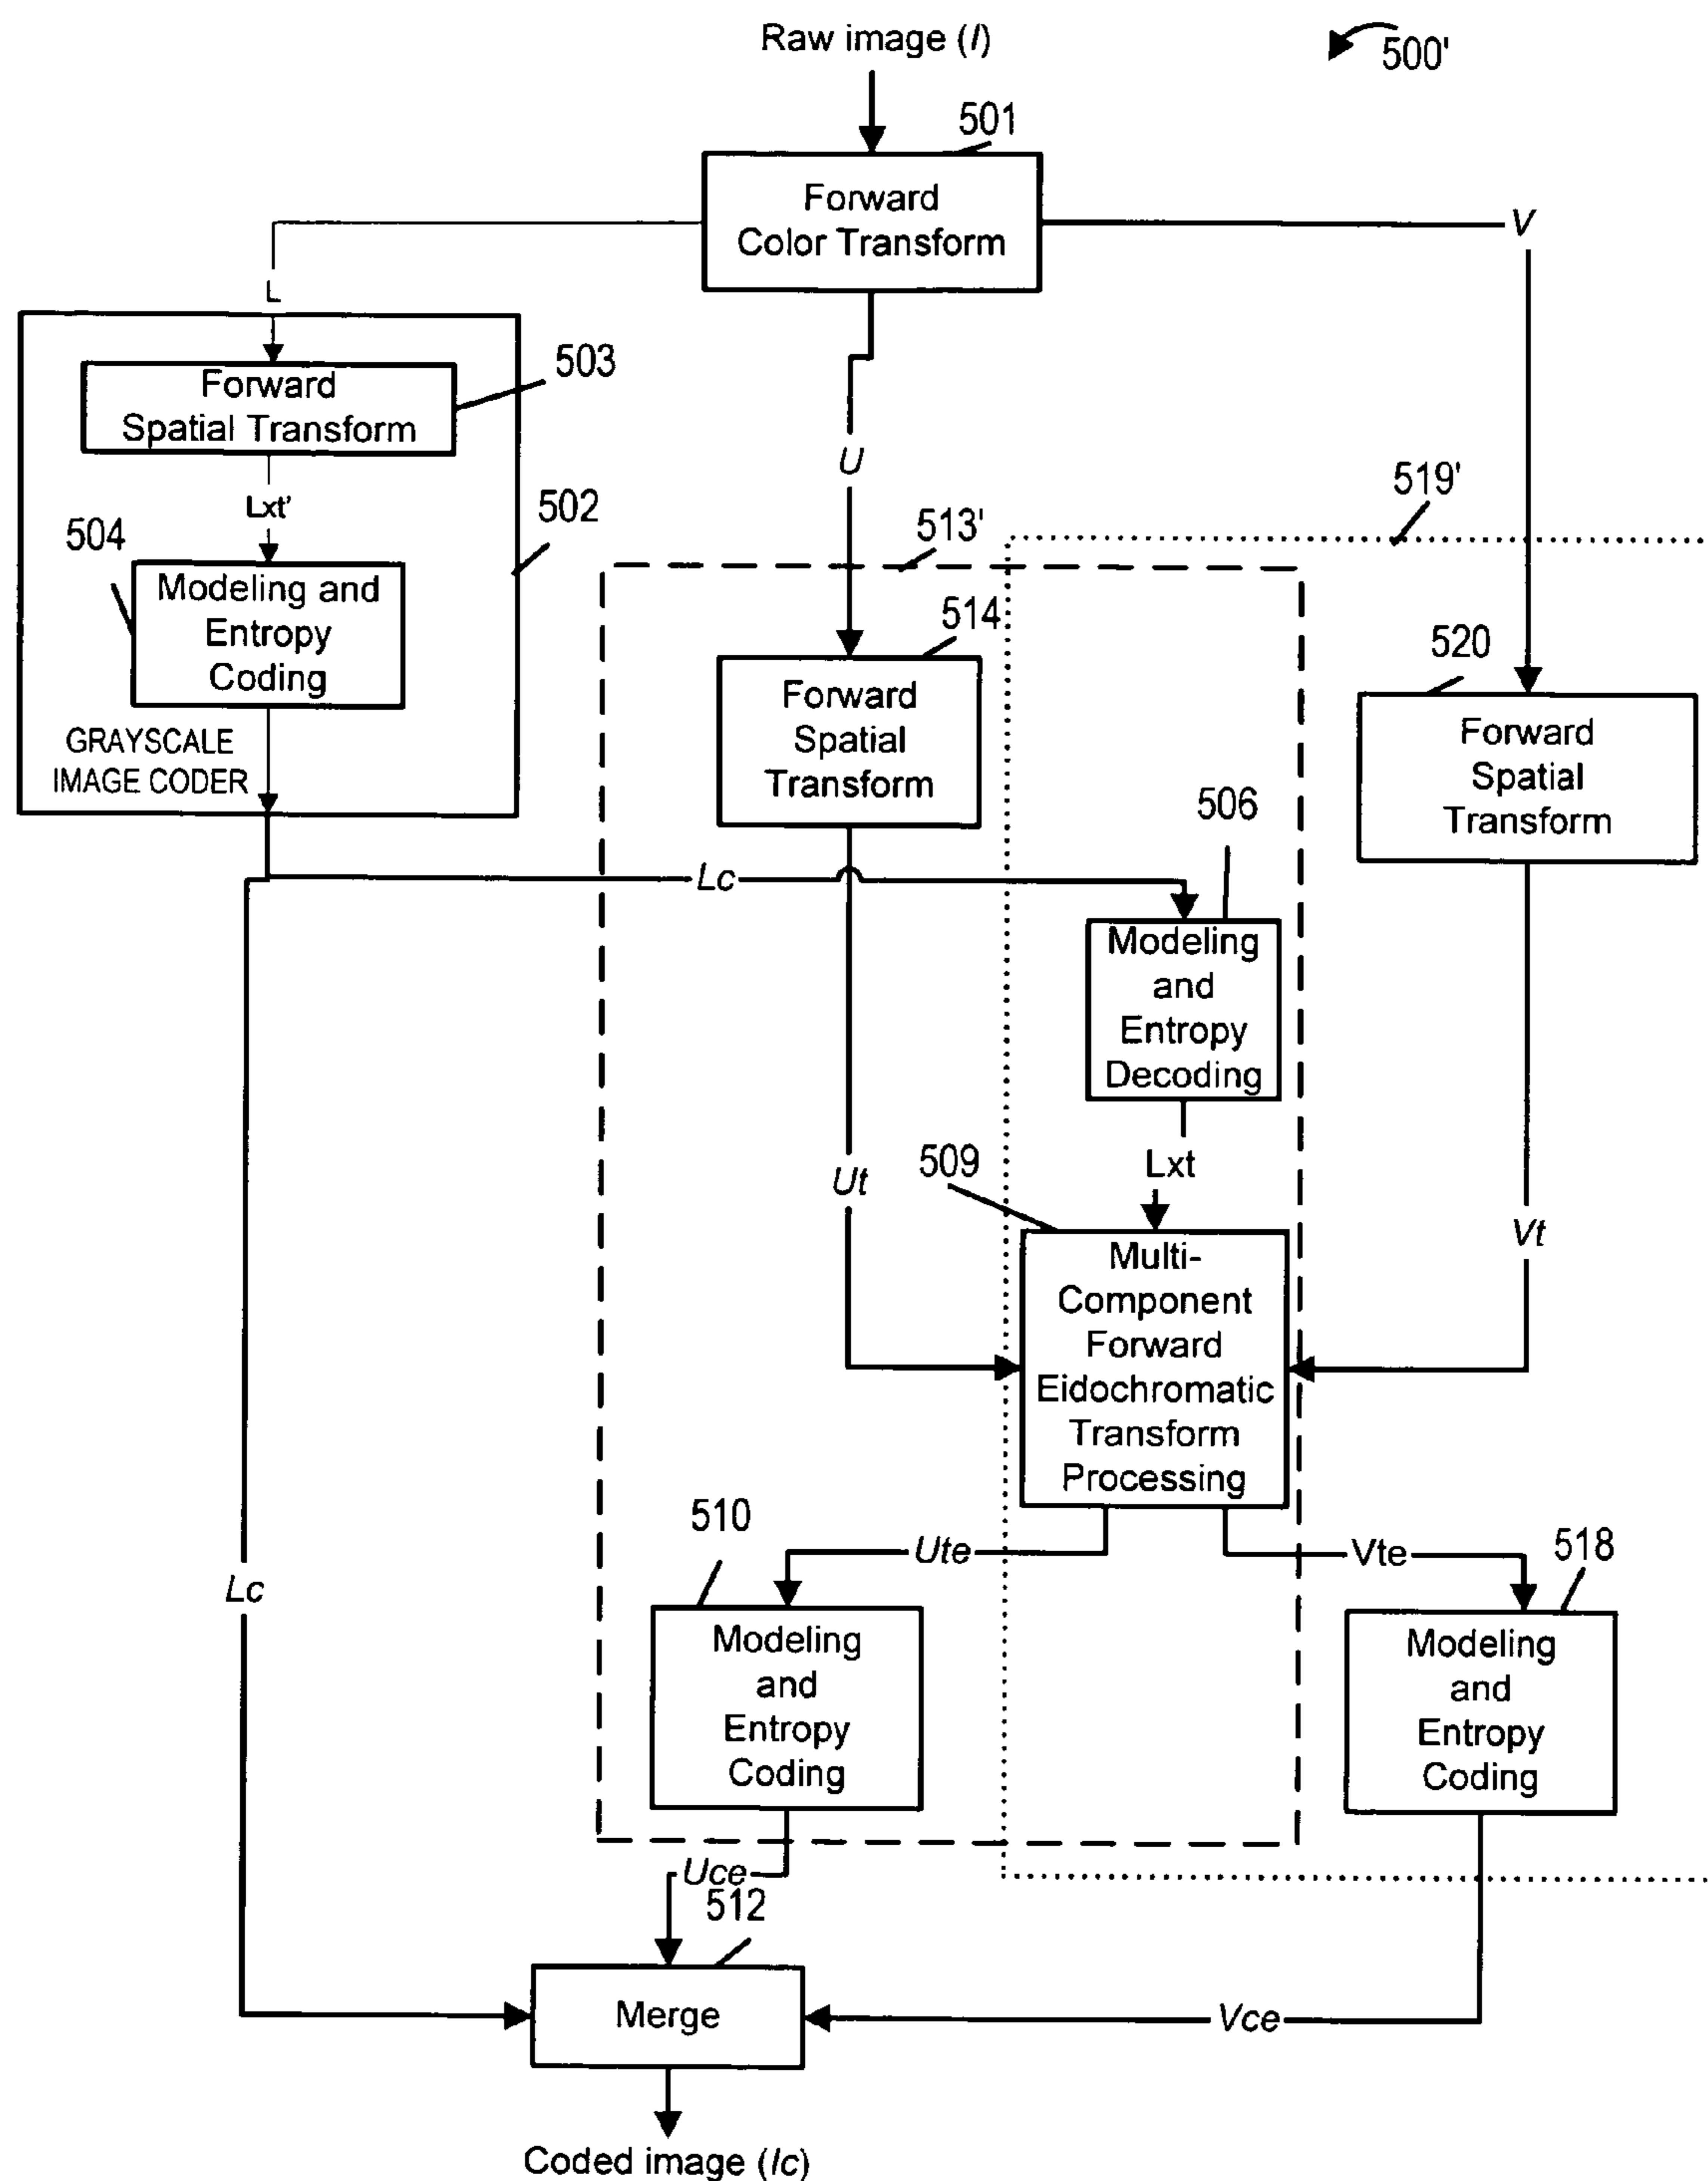 Raw image (I)
500'
501
Forward
Color Transform
V
L
503
Forward
Spatial Transform
U
519'
Lxt'
502
504
513'
Modeling and
Entropy
Coding
514
520
Forward
Spatial
Transform
Forward
Spatial
Transform
GRAYSCALE
IMAGE CODER
506
Lc
Modeling
and
Entropy
Decoding
509
Lxt
Ut
Vt
Multi-
Component
Forward
Eidochromatic
Transform
Processing
510
Ute
Vte
518
Lc
Modeling
and
Entropy
Coding
Modeling
and
Entropy
Coding
Uce
512
Merge
Vce
Coded image (Ic)